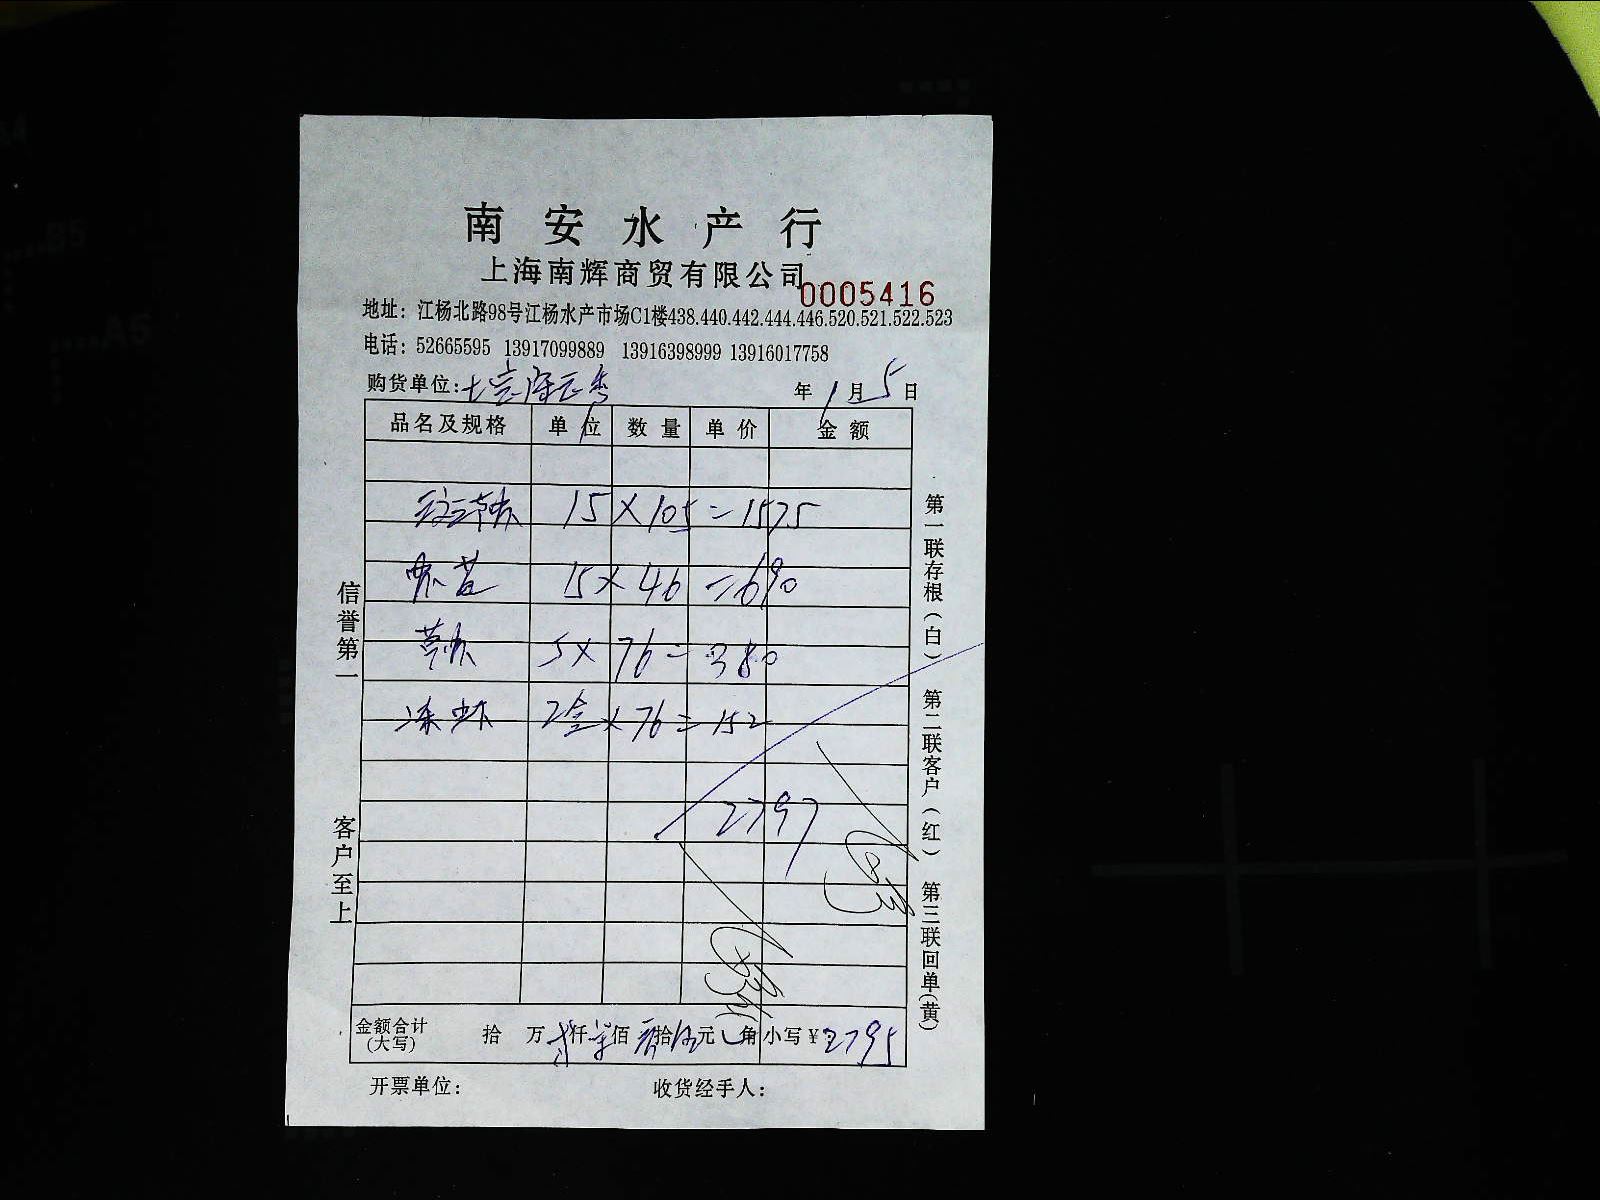 南安水产行
上海南辉商贸有限公司
0005416
地址：江杨北路98号江杨水产市场C1楼438.440.442.444.446.520.521.522.523
电话：52665595 13917099889 13916398999 13916017758
购货单位： 年1月5日
品名及规格 单位 数量 单价 金额
15×105=1575
15×46=690
草虾 5×76=380
冻虾 2盒×76=152
2797
金额合计(大写) 拾 万 贰仟柒佰 拾 元 角 小写￥：2795
开票单位： 收货经手人：
信誉第一
客户至上
第一联存根(白) 第二联客户(红) 第三联回单(黄)